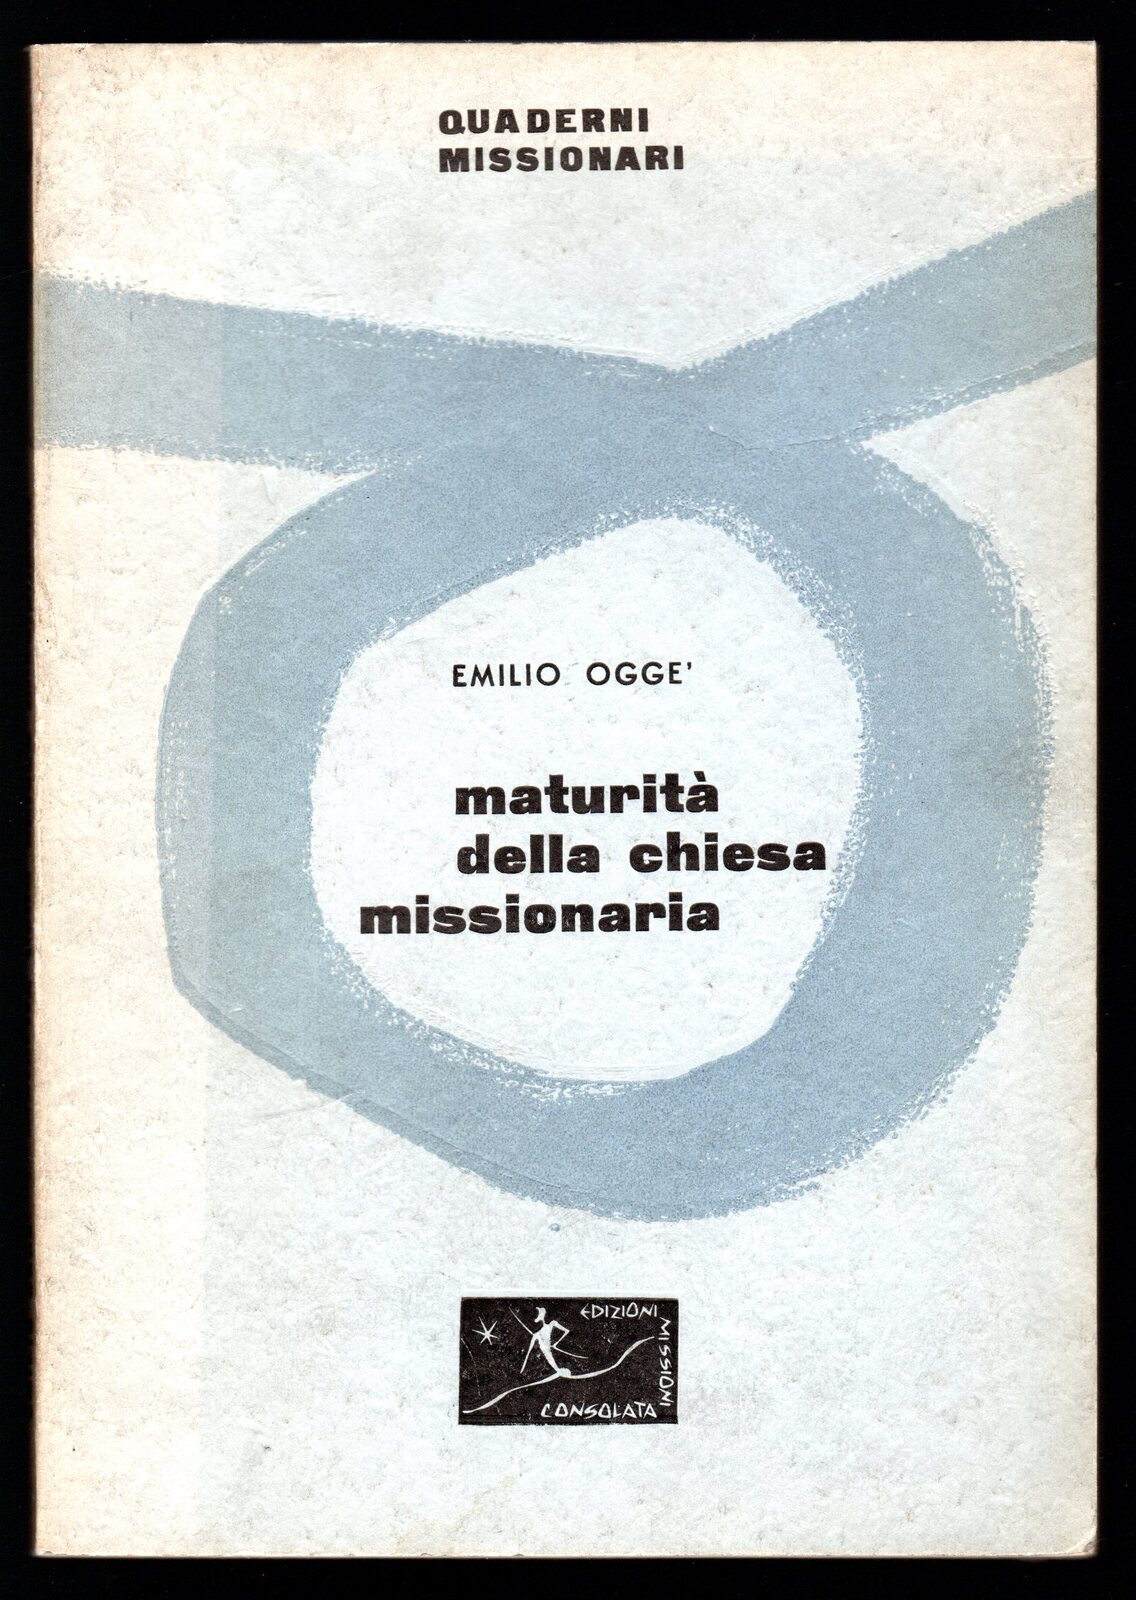 QUADERNI
MISSIONARI
EMILIO OGGE'
maturità
della chiesa
missionaria
EDIZIONI
MISSIONI
CONSOLATA